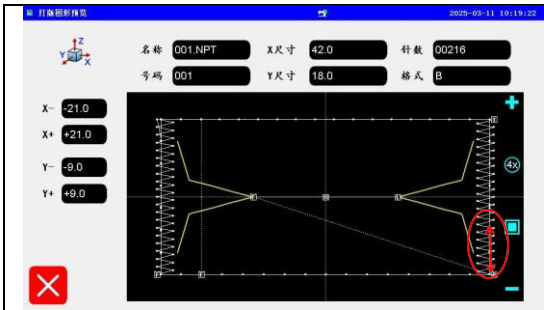 打版图形预览 2025-03-11 10:19:22
Z
Y X
名称 001.NPT X尺寸 42.0 针数 00216
号码 001 Y尺寸 18.0 格式 B
X- -21.0
X+ +21.0
Y- -9.0
Y+ +9.0
4x